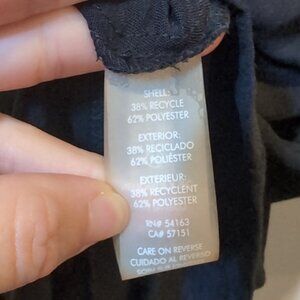 SHELL:
38% RECYCLE
62% POLYESTER
EXTERIOR:
38% RECICLADO
62% POLIÉSTER
EXTERIEUR:
38% RECYCLENT
62% POLYESTER
RN# 54163
CA# 57151
CARE ON REVERSE
CUIDADO AL REVERSO